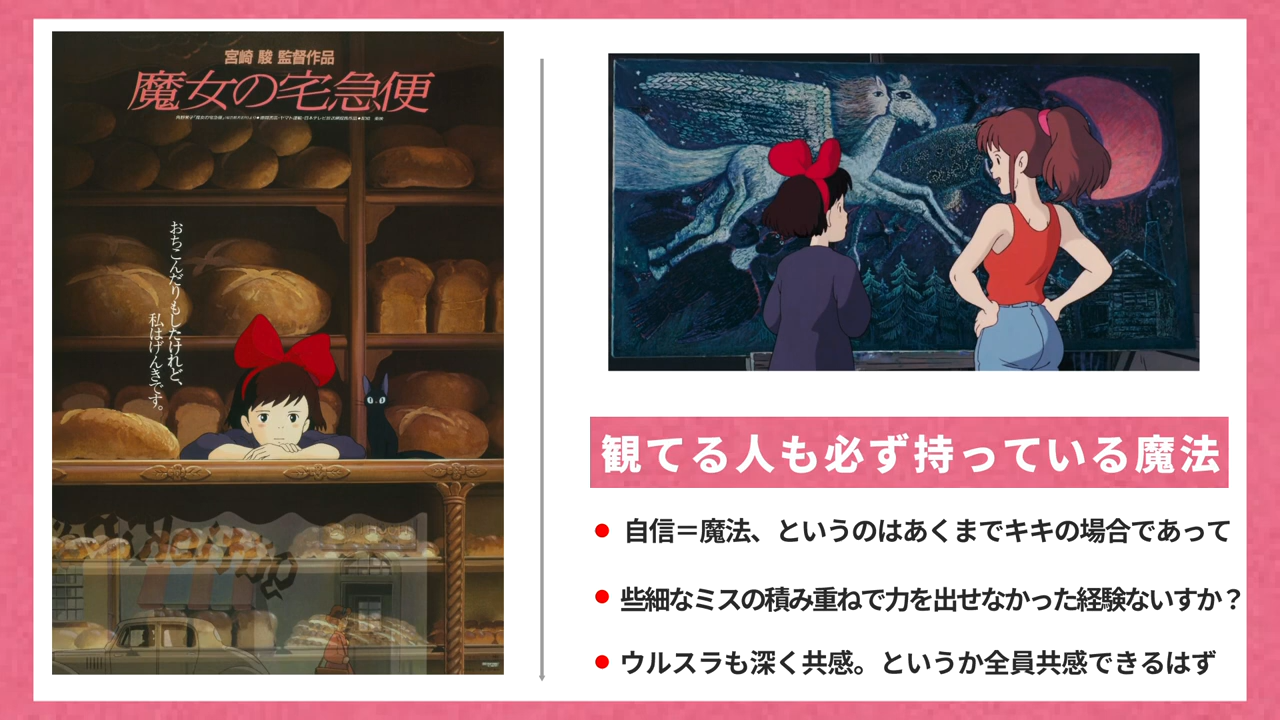 宮崎 駿 監督作品
魔女の宅急便
おちこんだりもしたけれど、
私はげんきです。
観てる人も必ず持っている魔法
自信＝魔法、というのはあくまでキキの場合であって
些細なミスの積み重ねで力を出せなかった経験ないすか？
ウルスラも深く共感。というか全員共感できるはず